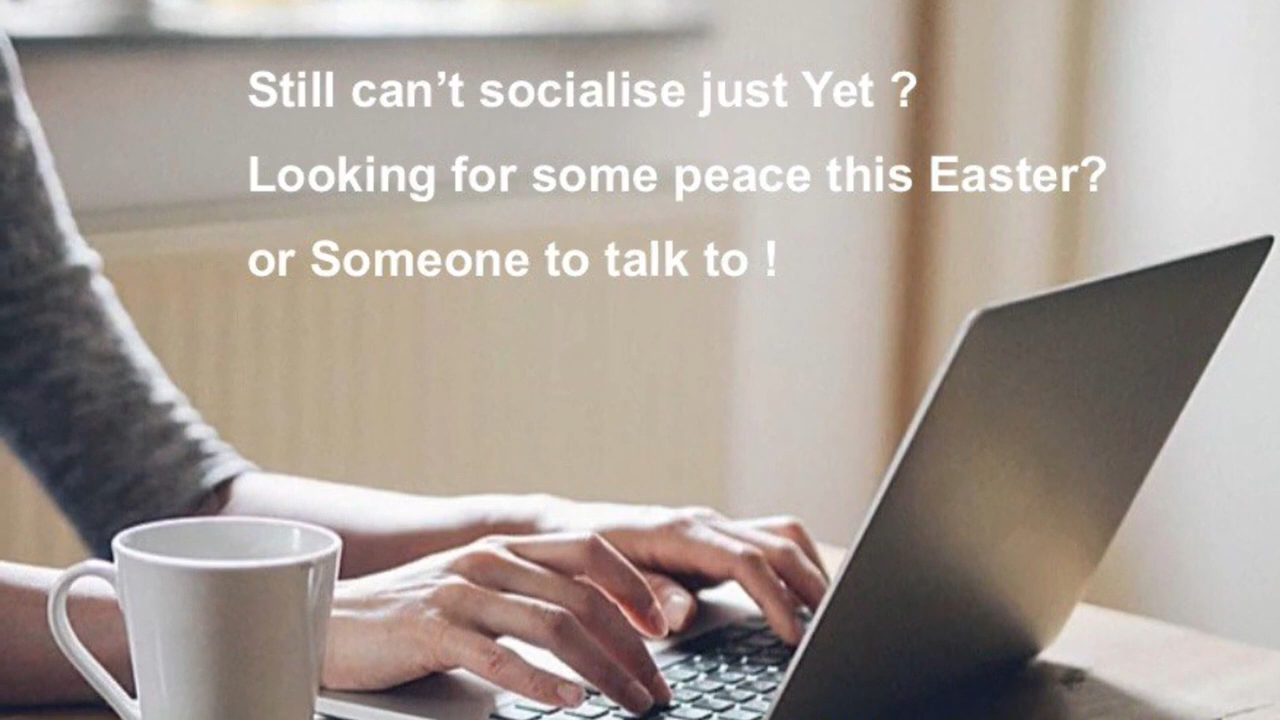 Still can’t socialise just Yet ?
Looking for some peace this Easter?
or Someone to talk to !